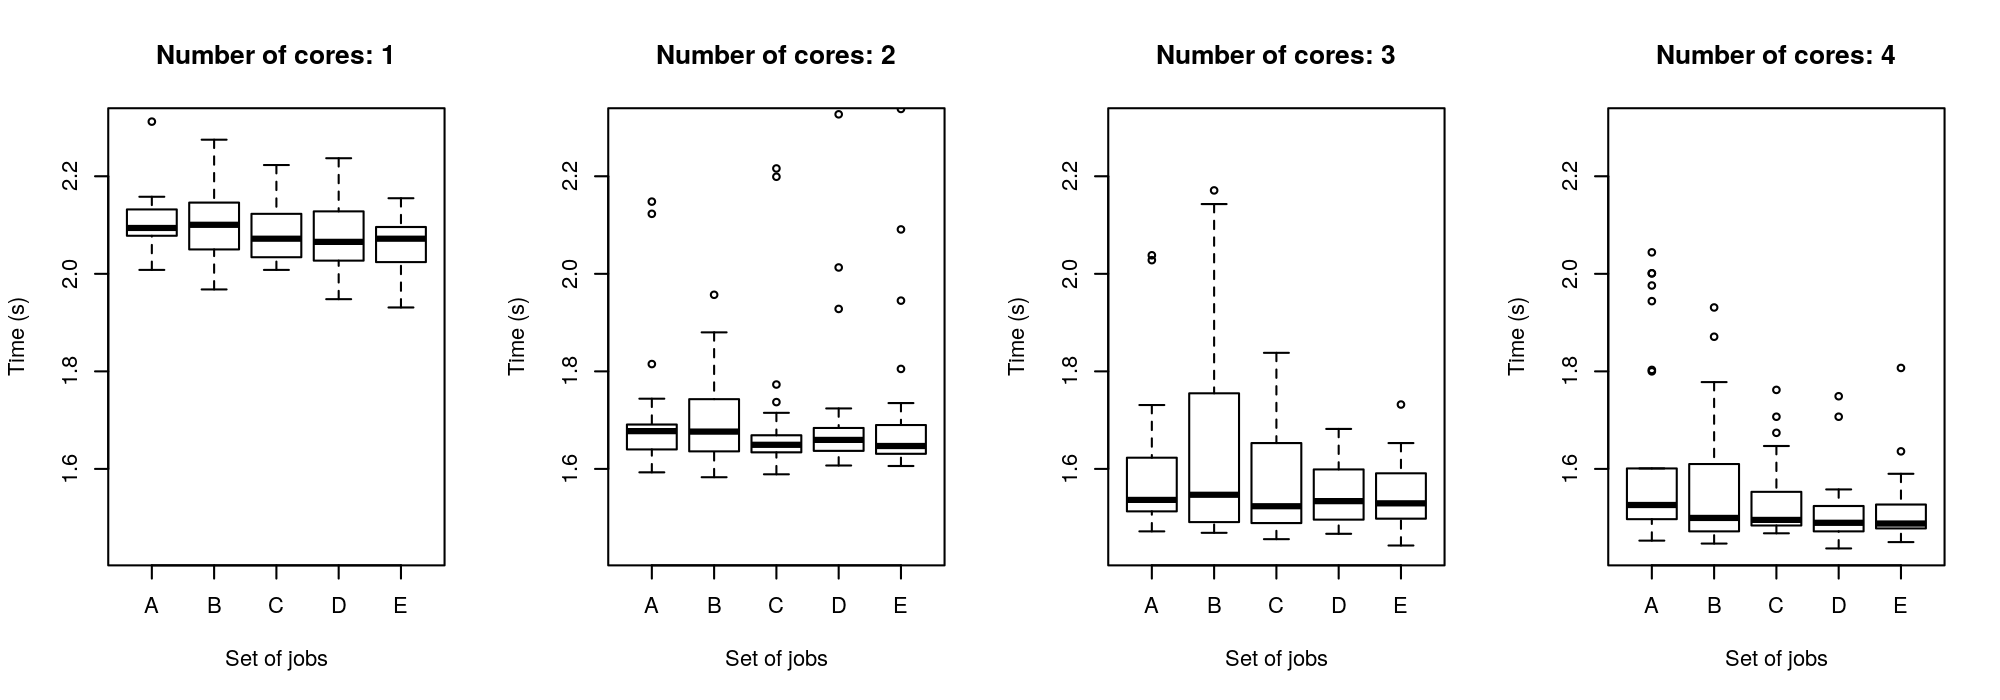 Number of cores: 1
Time (s)
2.2
2.0
1.8
1.6
A B C D E
Set of jobs
Number of cores: 2
Time (s)
2.2
2.0
1.8
1.6
A B C D E
Set of jobs
Number of cores: 3
Time (s)
2.2
2.0
1.8
1.6
A B C D E
Set of jobs
Number of cores: 4
Time (s)
2.2
2.0
1.8
1.6
A B C D E
Set of jobs